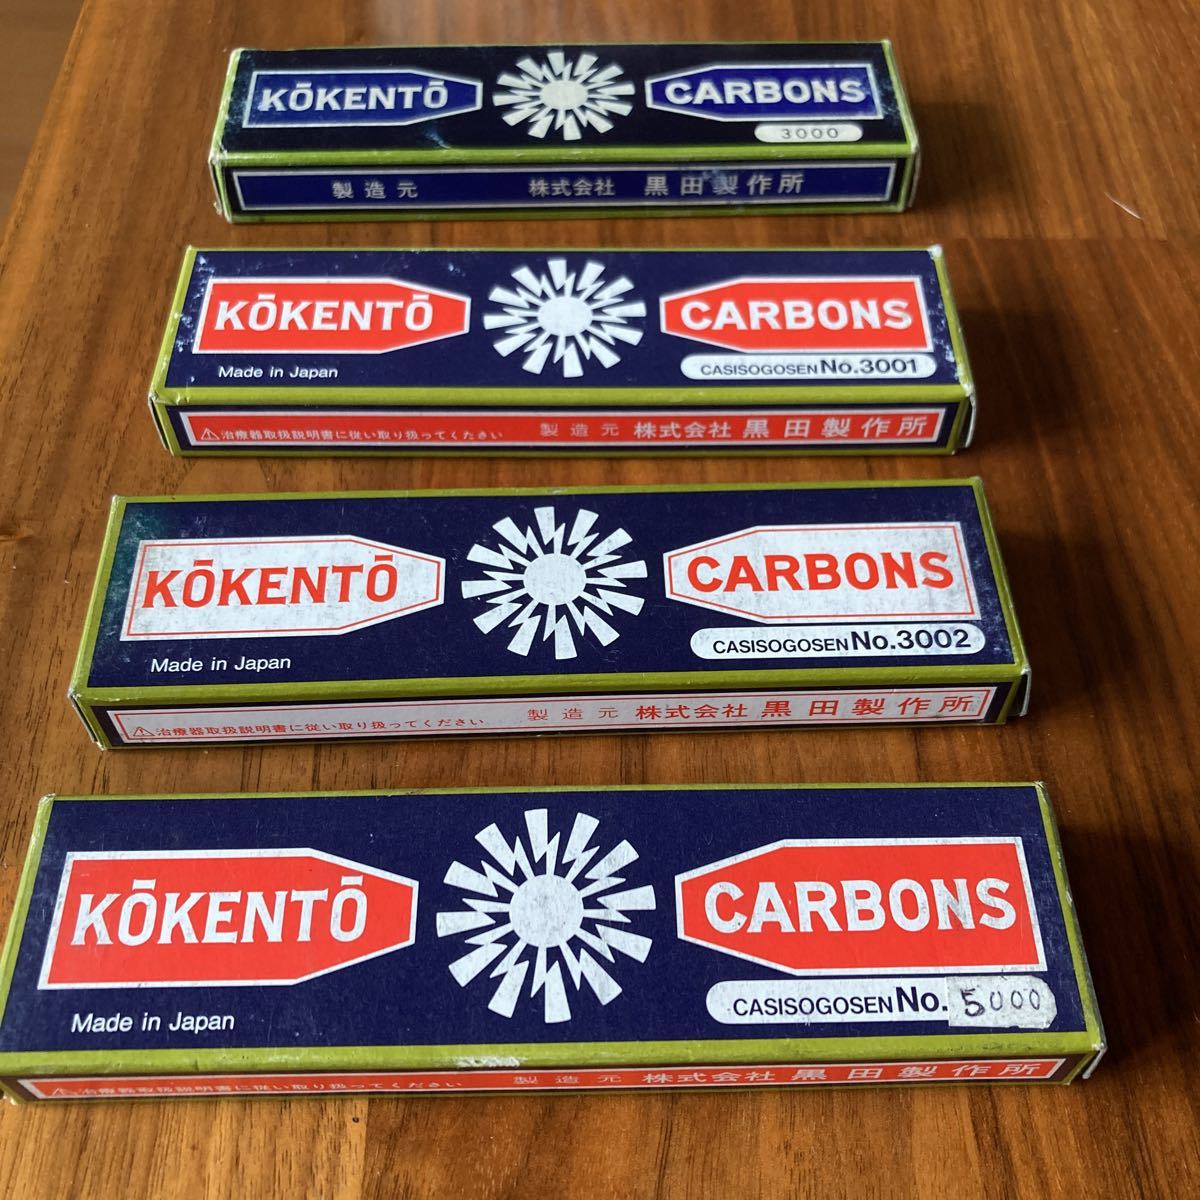 KŌKENTŌ CARBONS
3000
製造元 株式会社 黒田製作所
KŌKENTŌ CARBONS
Made in Japan CASISOGOSEN No.3001
⚠治療器取扱説明書に従い取り扱ってください 製造元 株式会社 黒田製作所
KŌKENTŌ CARBONS
Made in Japan CASISOGOSEN No.3002
⚠治療器取扱説明書に従い取り扱ってください 製造元 株式会社 黒田製作所
KŌKENTŌ CARBONS
Made in Japan CASISOGOSEN No. 5000
⚠治療器取扱説明書に従い取り扱ってください 製造元 株式会社 黒田製作所